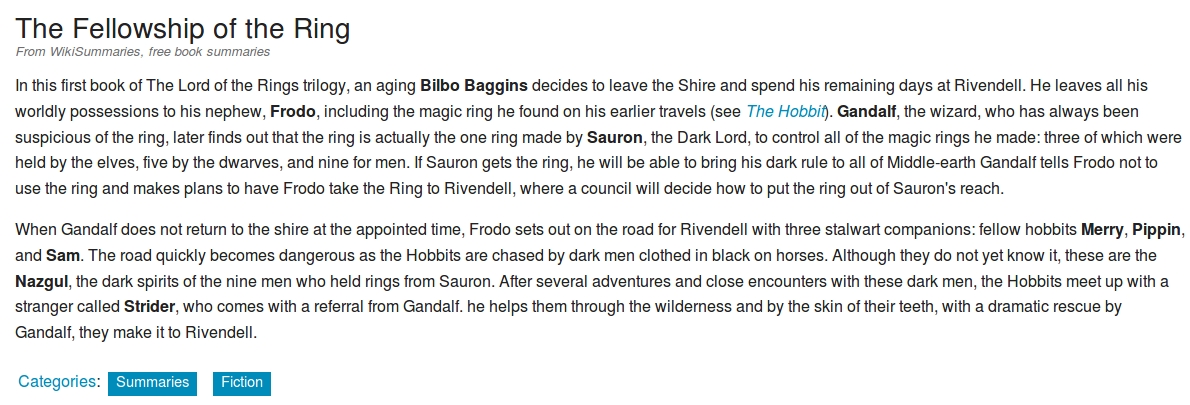 The Fellowship of the Ring
From WikiSummaries, free book summaries
In this first book of The Lord of the Rings trilogy, an aging Bilbo Baggins decides to leave the Shire and spend his remaining days at Rivendell. He leaves all his
worldly possessions to his nephew, Frodo, including the magic ring he found on his earlier travels (see The Hobbit). Gandalf, the wizard, who has always been
suspicious of the ring, later finds out that the ring is actually the one ring made by Sauron, the Dark Lord, to control all of the magic rings he made: three of which were
held by the elves, five by the dwarves, and nine for men. If Sauron gets the ring, he will be able to bring his dark rule to all of Middle-earth Gandalf tells Frodo not to
use the ring and makes plans to have Frodo take the Ring to Rivendell, where a council will decide how to put the ring out of Sauron's reach.
When Gandalf does not return to the shire at the appointed time, Frodo sets out on the road for Rivendell with three stalwart companions: fellow hobbits Merry, Pippin,
and Sam. The road quickly becomes dangerous as the Hobbits are chased by dark men clothed in black on horses. Although they do not yet know it, these are the
Nazgul, the dark spirits of the nine men who held rings from Sauron. After several adventures and close encounters with these dark men, the Hobbits meet up with a
stranger called Strider, who comes with a referral from Gandalf. he helps them through the wilderness and by the skin of their teeth, with a dramatic rescue by
Gandalf, they make it to Rivendell.
Categories: Summaries Fiction